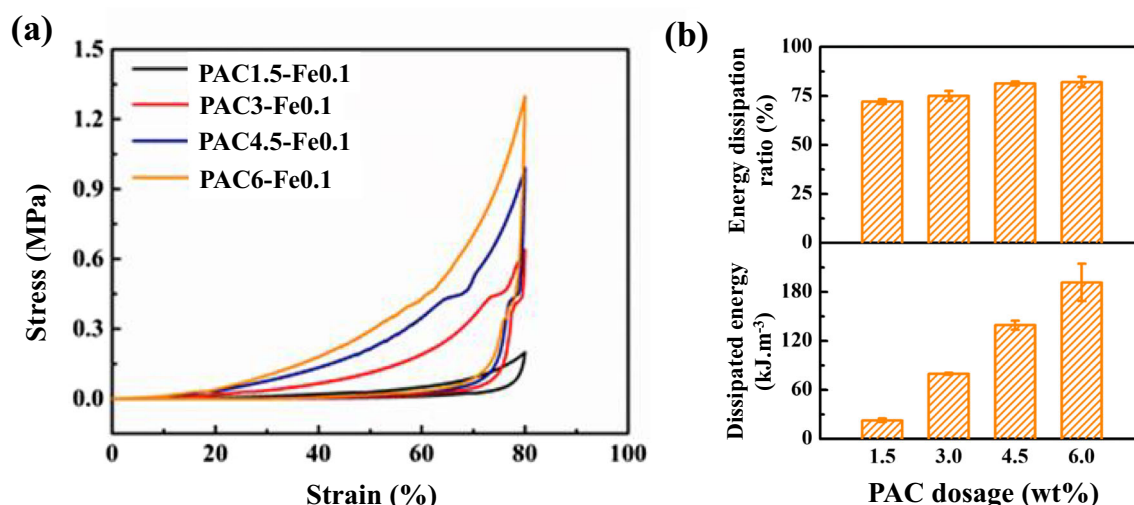 (a)
1.5
1.2
0.9
0.6
0.3
0.0
Stress (MPa)
PAC1.5-Fe0.1
PAC3-Fe0.1
PAC4.5-Fe0.1
PAC6-Fe0.1
0 20 40 60 80 100
Strain (%)
(b)
100
75
50
25
0
Energy dissipation
ratio (%)
180
120
60
0
Dissipated energy
(kJ.m-3)
1.5 3.0 4.5 6.0
PAC dosage (wt%)